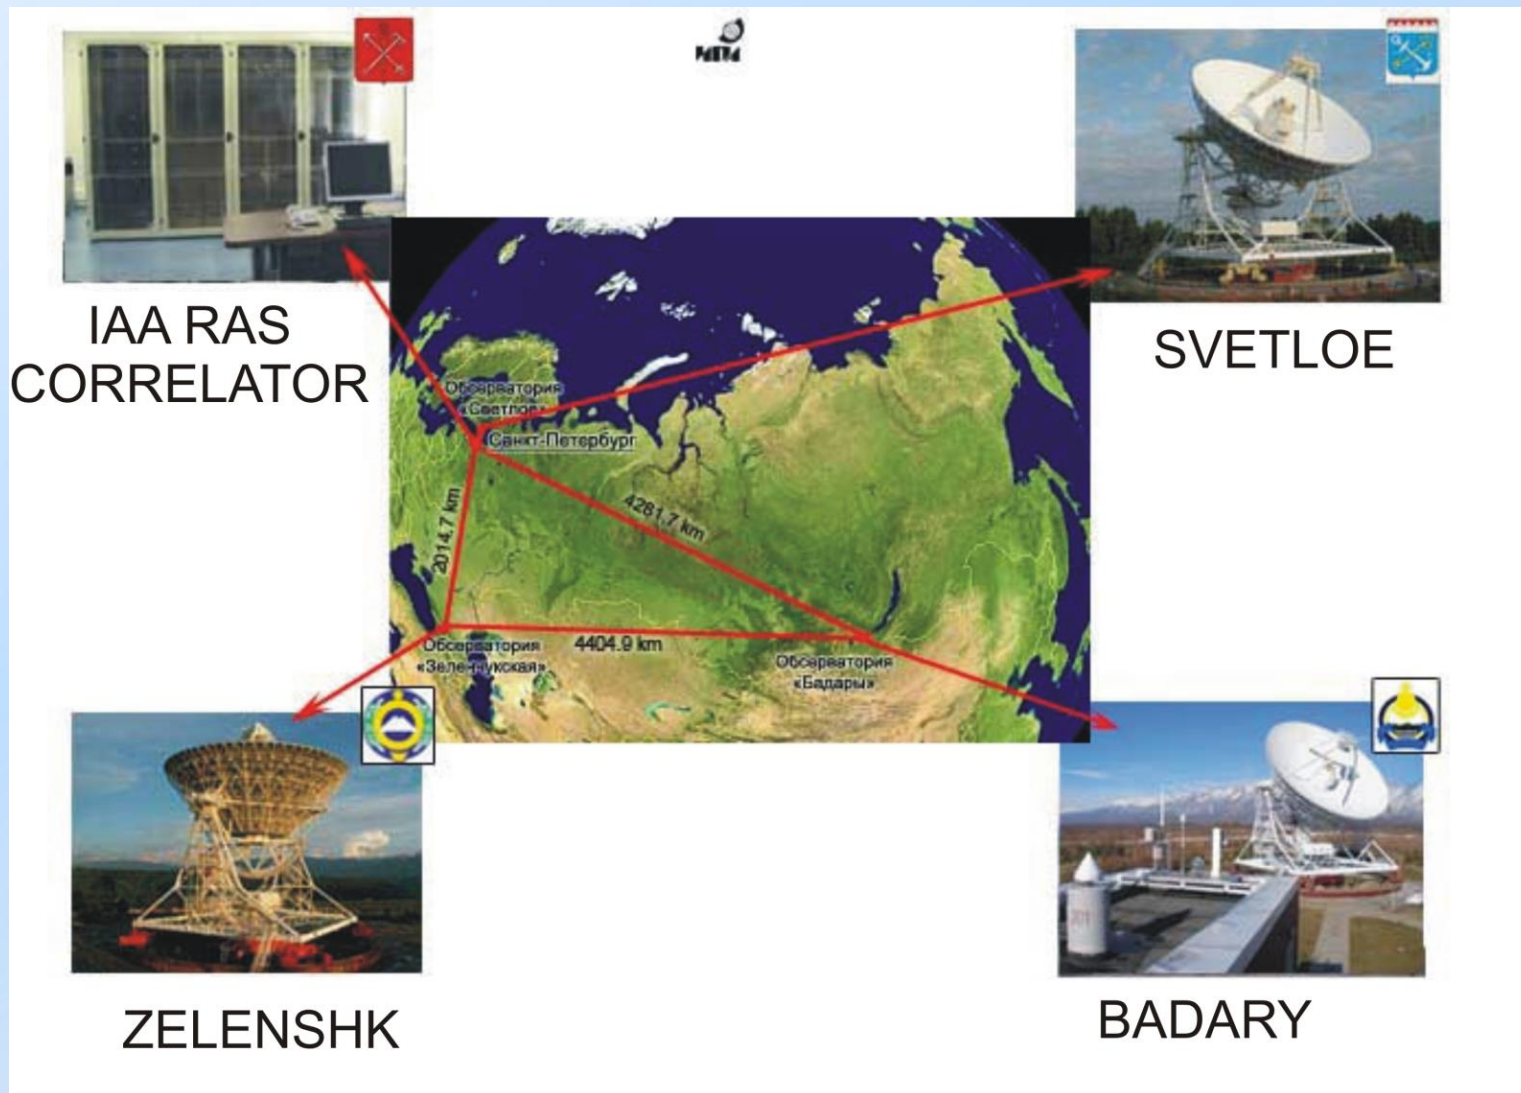 IAA RAS
CORRELATOR
SVETLOE
Обсерватория
«Светлое»
Санкт-Петербург
2014.7 km
4281.7 km
4404.9 km
Обсерватория
«Зеленчукская»
Обсерватория
«Бадары»
ZELENSHK
BADARY